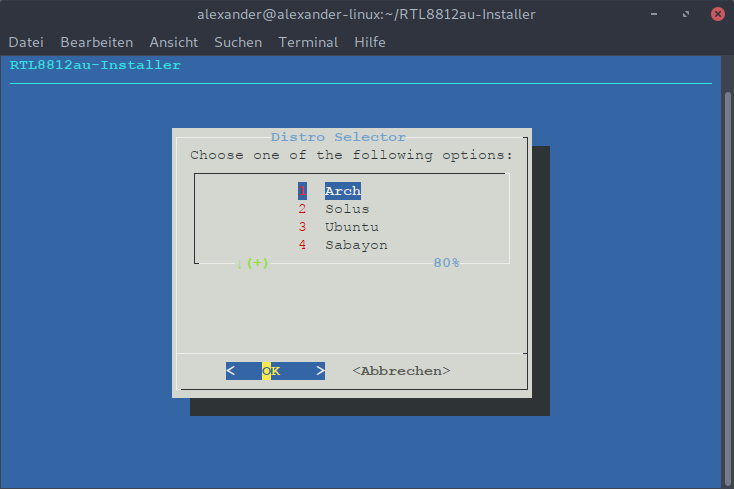 alexander@alexander-linux:~/RTL8812au-Installer
Datei Bearbeiten Ansicht Suchen Terminal Hilfe
RTL8812au-Installer
Distro Selector
Choose one of the following options:
1 Arch
2 Solus
3 Ubuntu
4 Sabayon
↓(+) 80%
< OK > <Abbrechen>